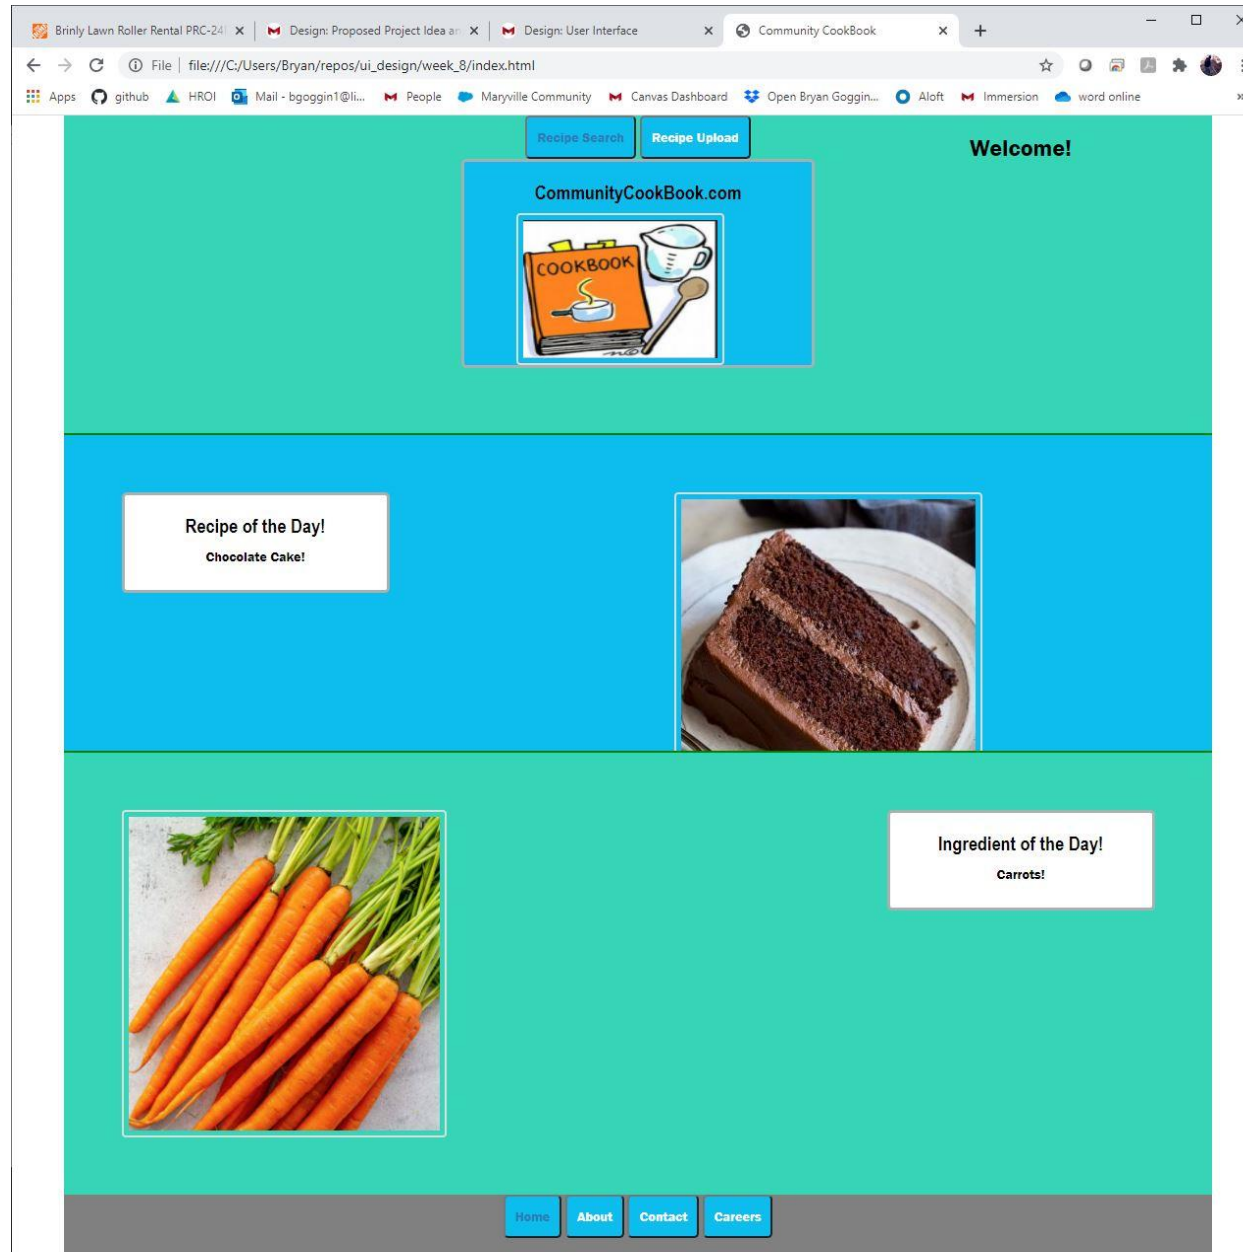 Brinly Lawn Roller Rental PRC-24 Design: Proposed Project Idea an Design: User Interface Community CookBook
File file:///C:/Users/Bryan/repos/ui_design/week_8/index.html
Apps github HROI Mail - bgoggin1@li... People Maryville Community Canvas Dashboard Open Bryan Goggin... Aloft Immersion word online
Recipe Search Recipe Upload
Welcome!
CommunityCookBook.com
COOKBOOK
Recipe of the Day!
Chocolate Cake!
Ingredient of the Day!
Carrots!
Home About Contact Careers